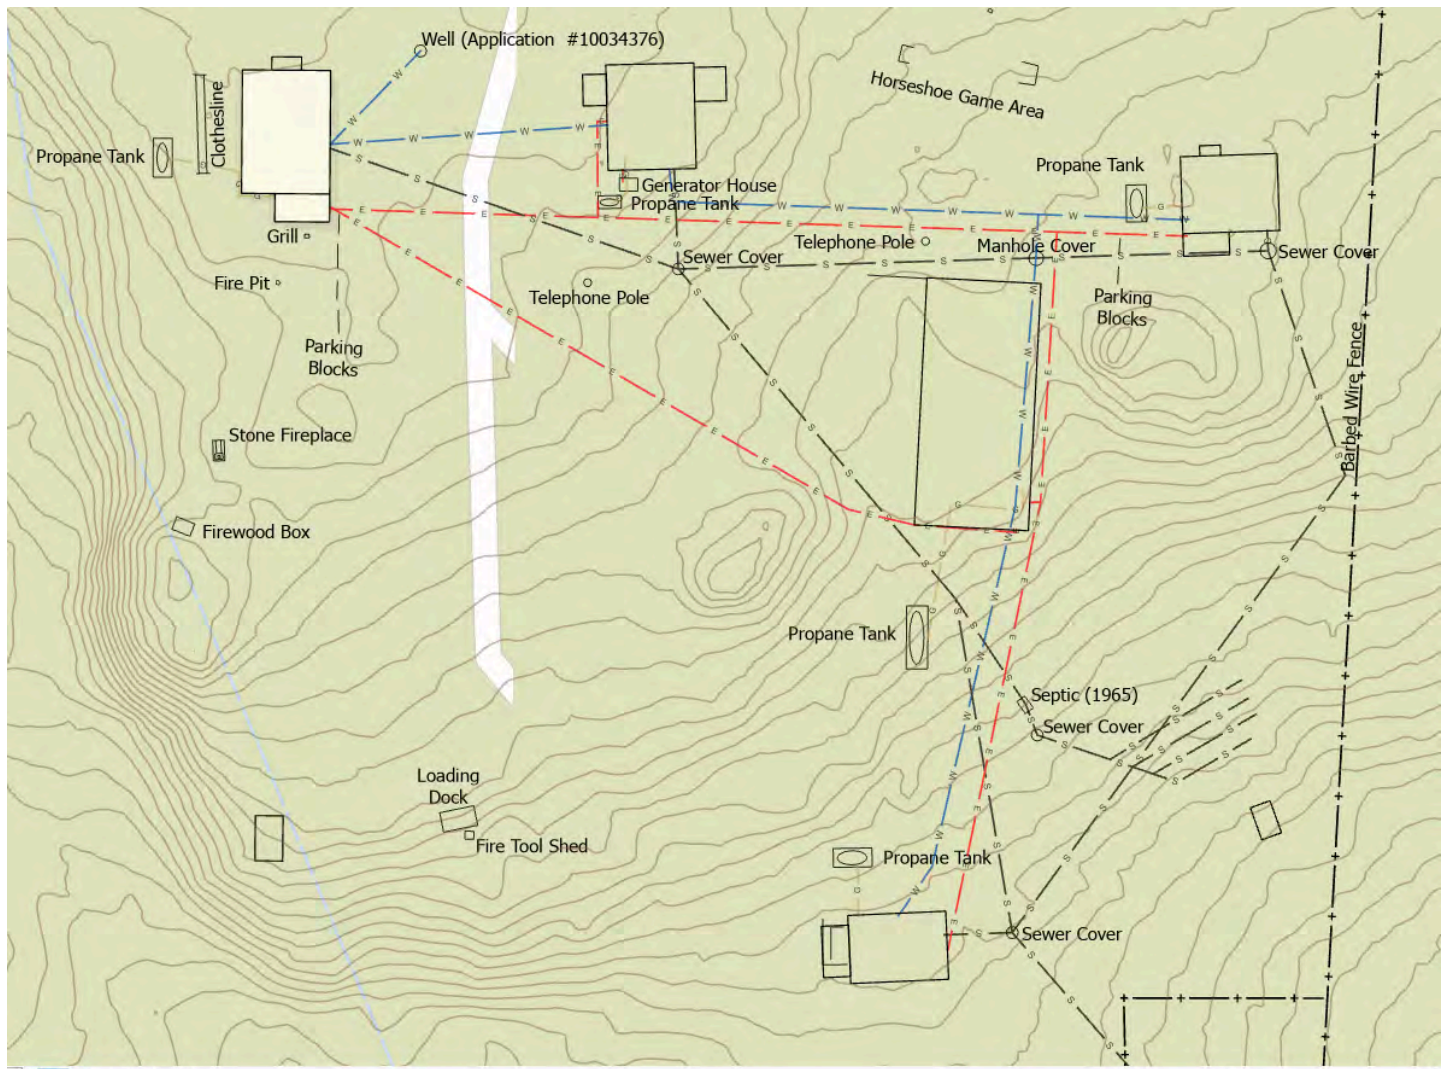 Well (Application #10034376)
Clothesline
Propane Tank
Horseshoe Game Area
Propane Tank
Generator House
Propane Tank
Grill
Telephone Pole
Manhole Cover
Sewer Cover
Sewer Cover
Fire Pit
Telephone Pole
Parking
Blocks
Parking
Blocks
Barbed Wire Fence
Stone Fireplace
Firewood Box
Propane Tank
Septic (1965)
Sewer Cover
Loading
Dock
Fire Tool Shed
Propane Tank
Sewer Cover